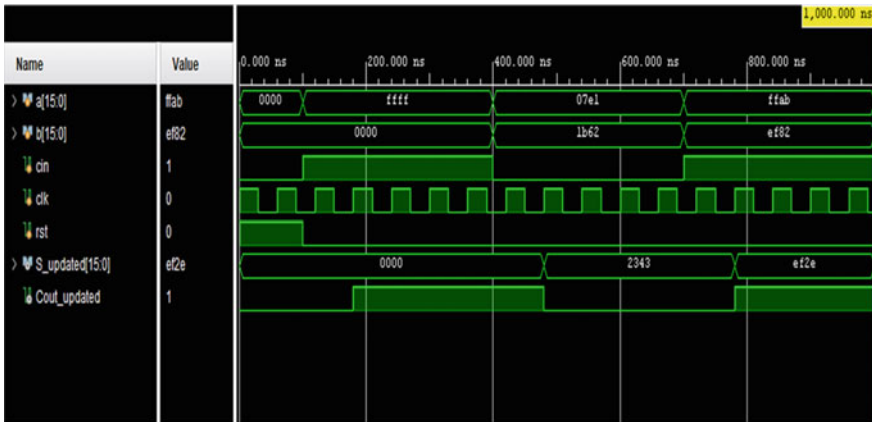 1,000.000 ns
Name Value 0.000 ns 200.000 ns 400.000 ns 600.000 ns 800.000 ns
a[15:0] ffab 0000 ffff 07e1 ffab
b[15:0] ef82 0000 1b62 ef82
cin 1
clk 0
rst 0
S_updated[15:0] ef2e 0000 2343 ef2e
Cout_updated 1